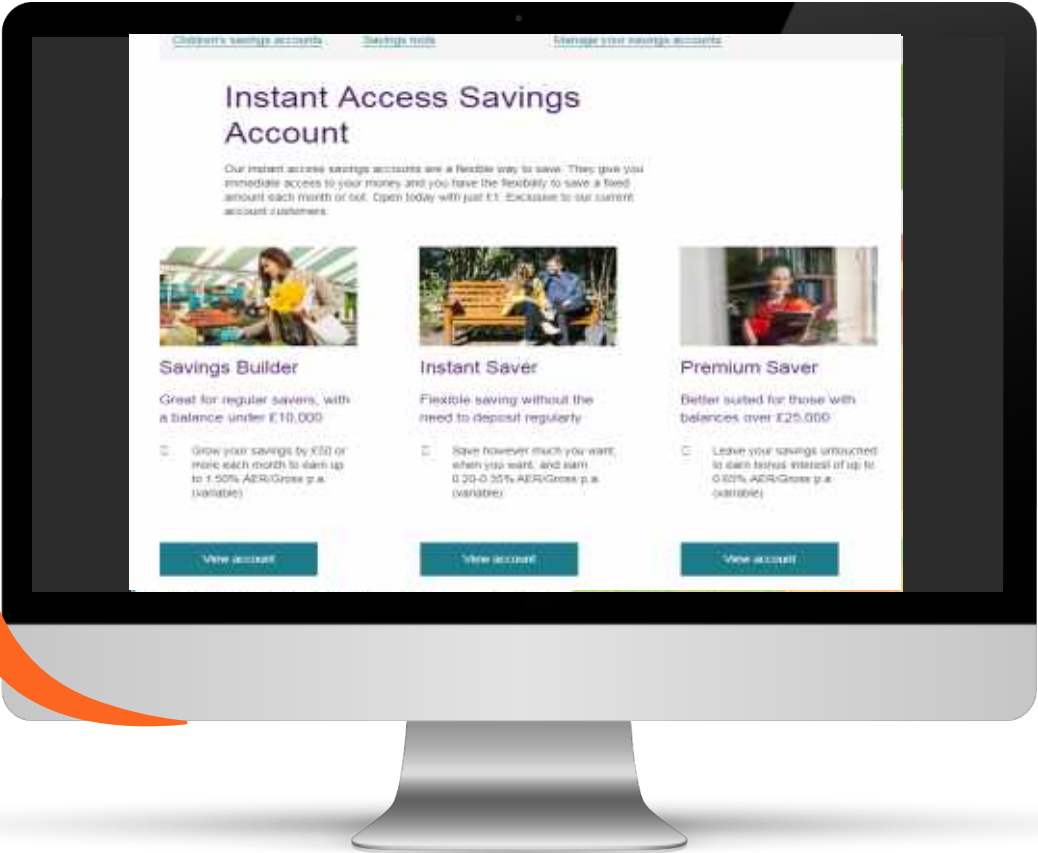 Children's savings accounts
Savings tools
Manage your savings accounts
Instant Access Savings
Account
Our instant access savings accounts are a flexible way to save. They give you
immediate access to your money and you have the flexibility to save a fixed
amount each month or not. Open today with just £1. Exclusive to our current
account customers.
Savings Builder
Great for regular savers, with
a balance under £10,000
Grow your savings by £50 or
more each month to earn up
to 1.50% AER/Gross p.a.
(variable)
View account
Instant Saver
Flexible saving without the
need to deposit regularly
Save however much you want,
when you want, and earn
0.20-0.35% AER/Gross p.a.
(variable)
View account
Premium Saver
Better suited for those with
balances over £25,000
Leave your savings untouched
to earn bonus interest of up to
0.65% AER/Gross p.a.
(variable)
View account